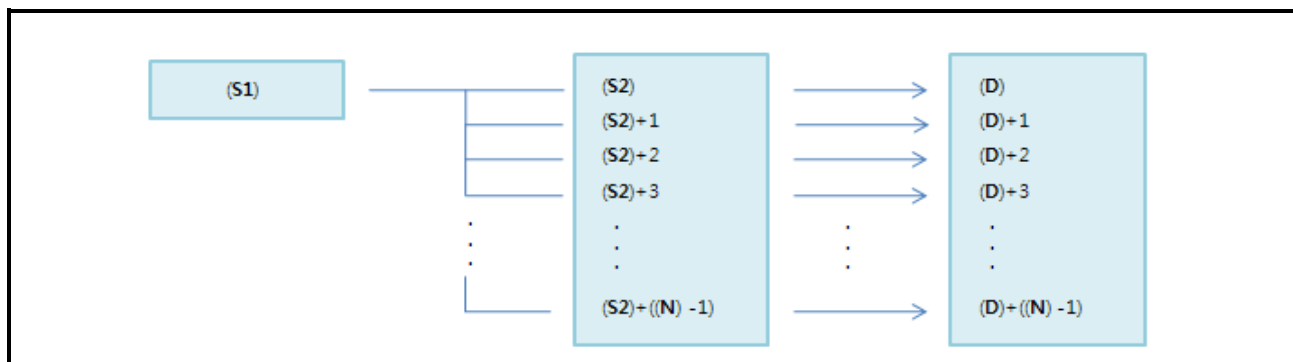 (S1)
(S2)
(S2)+1
(S2)+2
(S2)+3
.
.
.
(S2)+((N) -1)
(D)
(D)+1
(D)+2
(D)+3
.
.
.
(D)+((N) -1)